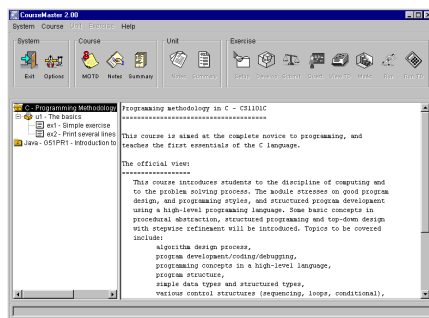 CourseMaster 2.00
System Course Unit Exercise Help
System Course Unit Exercise
Exit Options MOTD Notes Summary Notes Summary Setup Develop Submit View TD Mark Run Run TD
C - Programming Methodology
u1 - The basics
ex1 - Simple exercise
ex2 - Print several lines
Java - G51PR1 - Introduction to
Programming methodology in C - CS1101C
=====================================
This course is aimed at the complete novice to programming, and
teaches the first essentials of the C language.
The official view:
==================
This course introduces students to the discipline of computing and
to the problem solving process. The module stresses on good program
design, and programming styles, and structured program development
using a high-level programming language. Some basic concepts in
procedural abstraction, structured programming and top-down design
with stepwise refinement will be introduced. Topics to be covered
include:
algorithm design process,
program development/coding/debugging,
programming concepts in a high-level language,
program structure,
simple data types and structured types,
various control structures (sequencing, loops, conditional),